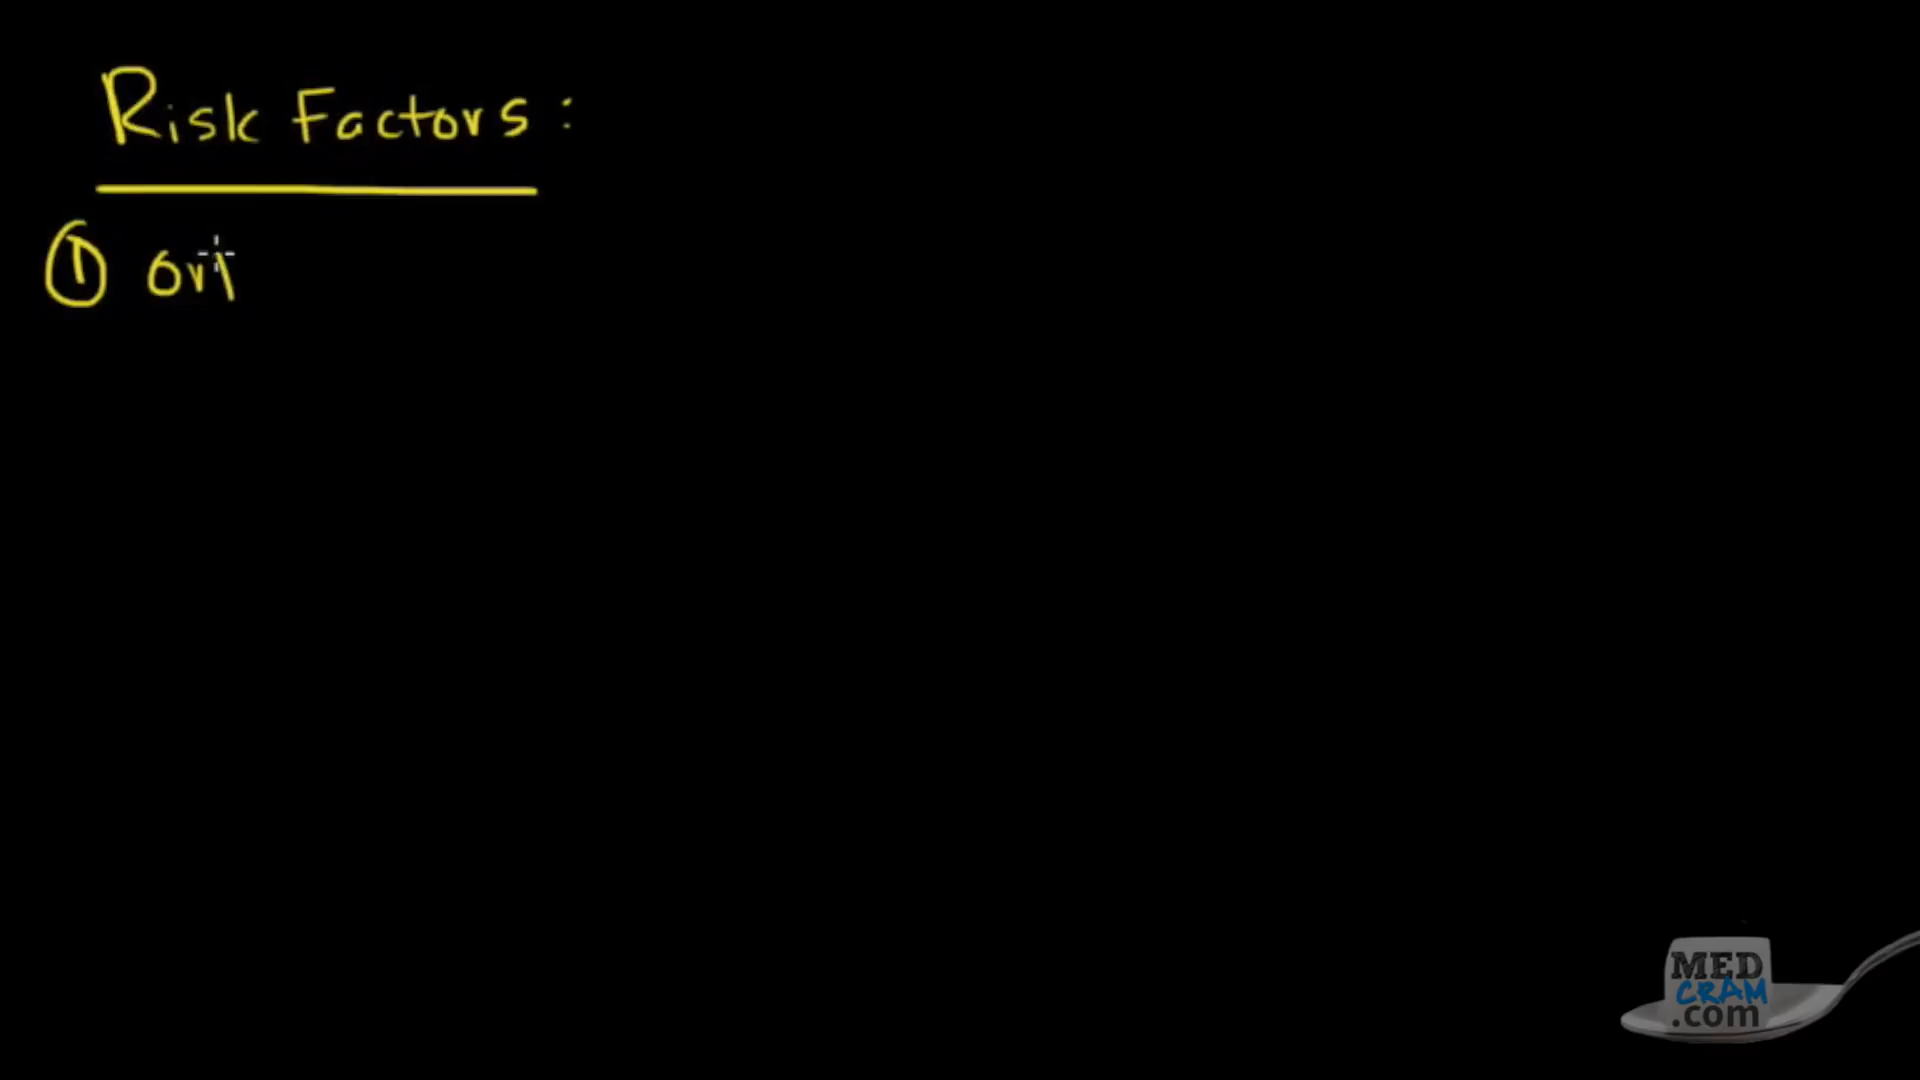 Risk Factors:
① Ori
MED
CRAM
.com